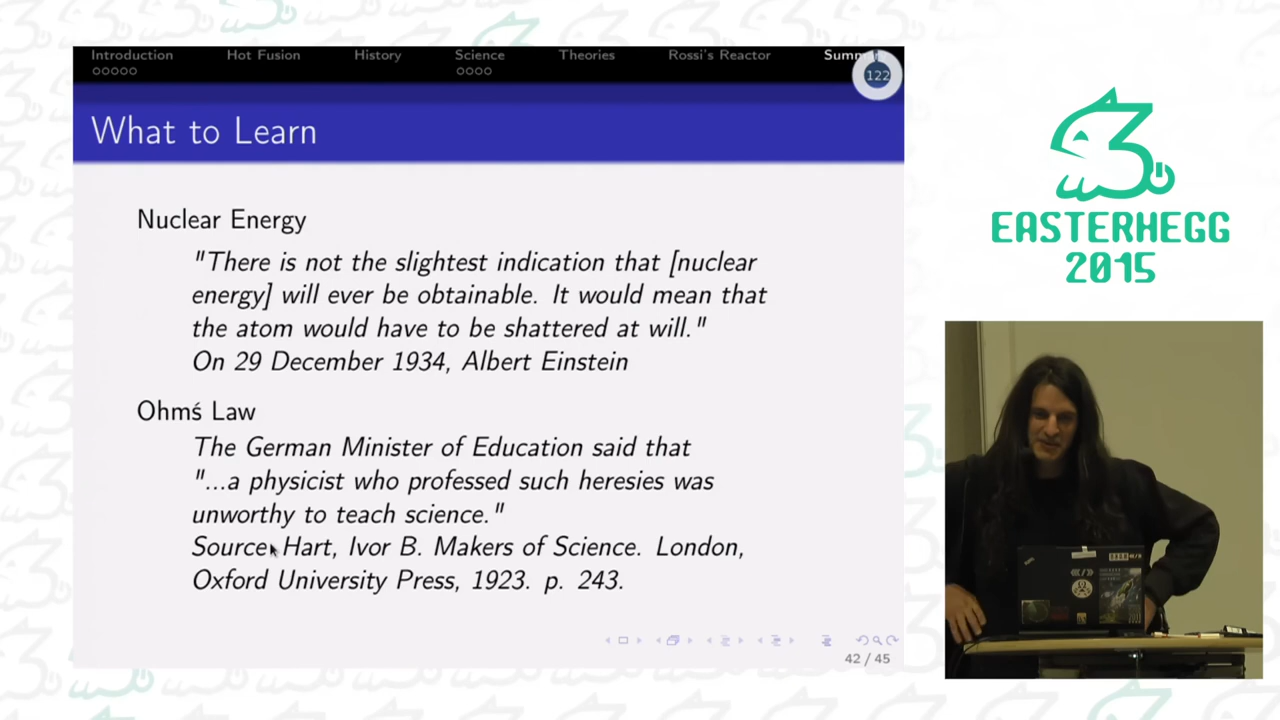 Introduction Hot Fusion History Science Theories Rossi's Reactor Summ
122
What to Learn
Nuclear Energy
"There is not the slightest indication that [nuclear
energy] will ever be obtainable. It would mean that
the atom would have to be shattered at will."
On 29 December 1934, Albert Einstein
Ohmś Law
The German Minister of Education said that
"...a physicist who professed such heresies was
unworthy to teach science."
Source Hart, Ivor B. Makers of Science. London,
Oxford University Press, 1923. p. 243.
42 / 45
EASTERHEGG
2015